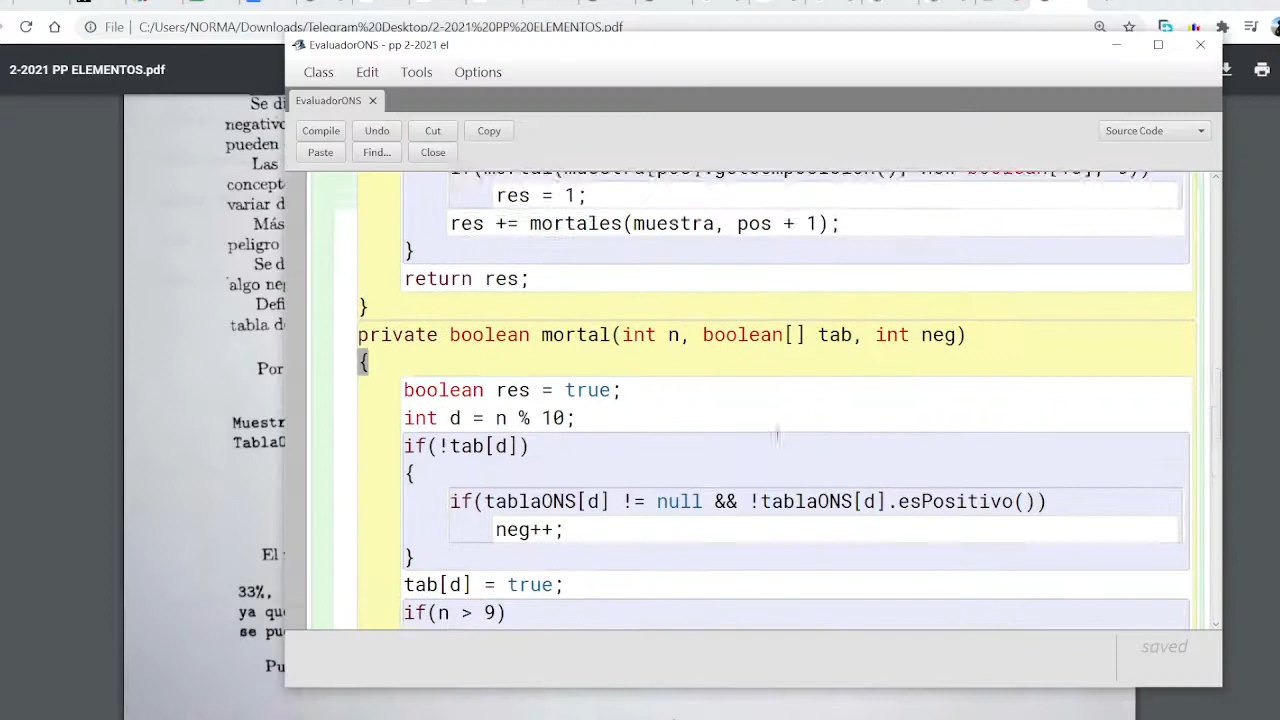 File | C:/Users/NORMA/Downloads/Telegram%20Desktop/2-2021%20PP%20ELEMENTOS.pdf
2-2021 PP ELEMENTOS.pdf
EvaluadorONS - pp 2-2021 el
Class Edit Tools Options
EvaluadorONS
Compile Undo Cut Copy Source Code
Paste Find... Close
res = 1;
res += mortales(muestra, pos + 1);
}
return res;
}
private boolean mortal(int n, boolean[] tab, int neg)
{
boolean res = true;
int d = n % 10;
if(!tab[d])
{
if(tablaONS[d] != null && !tablaONS[d].esPositivo())
neg++;
}
tab[d] = true;
if(n > 9)
saved
Se di
negativo
pueden
Las
concept
variar d
Más
peligro
Se d
algo neg
Defi
tabla de
Por
Muestr
TablaO
El
33%,
ya que
se pue
Pu